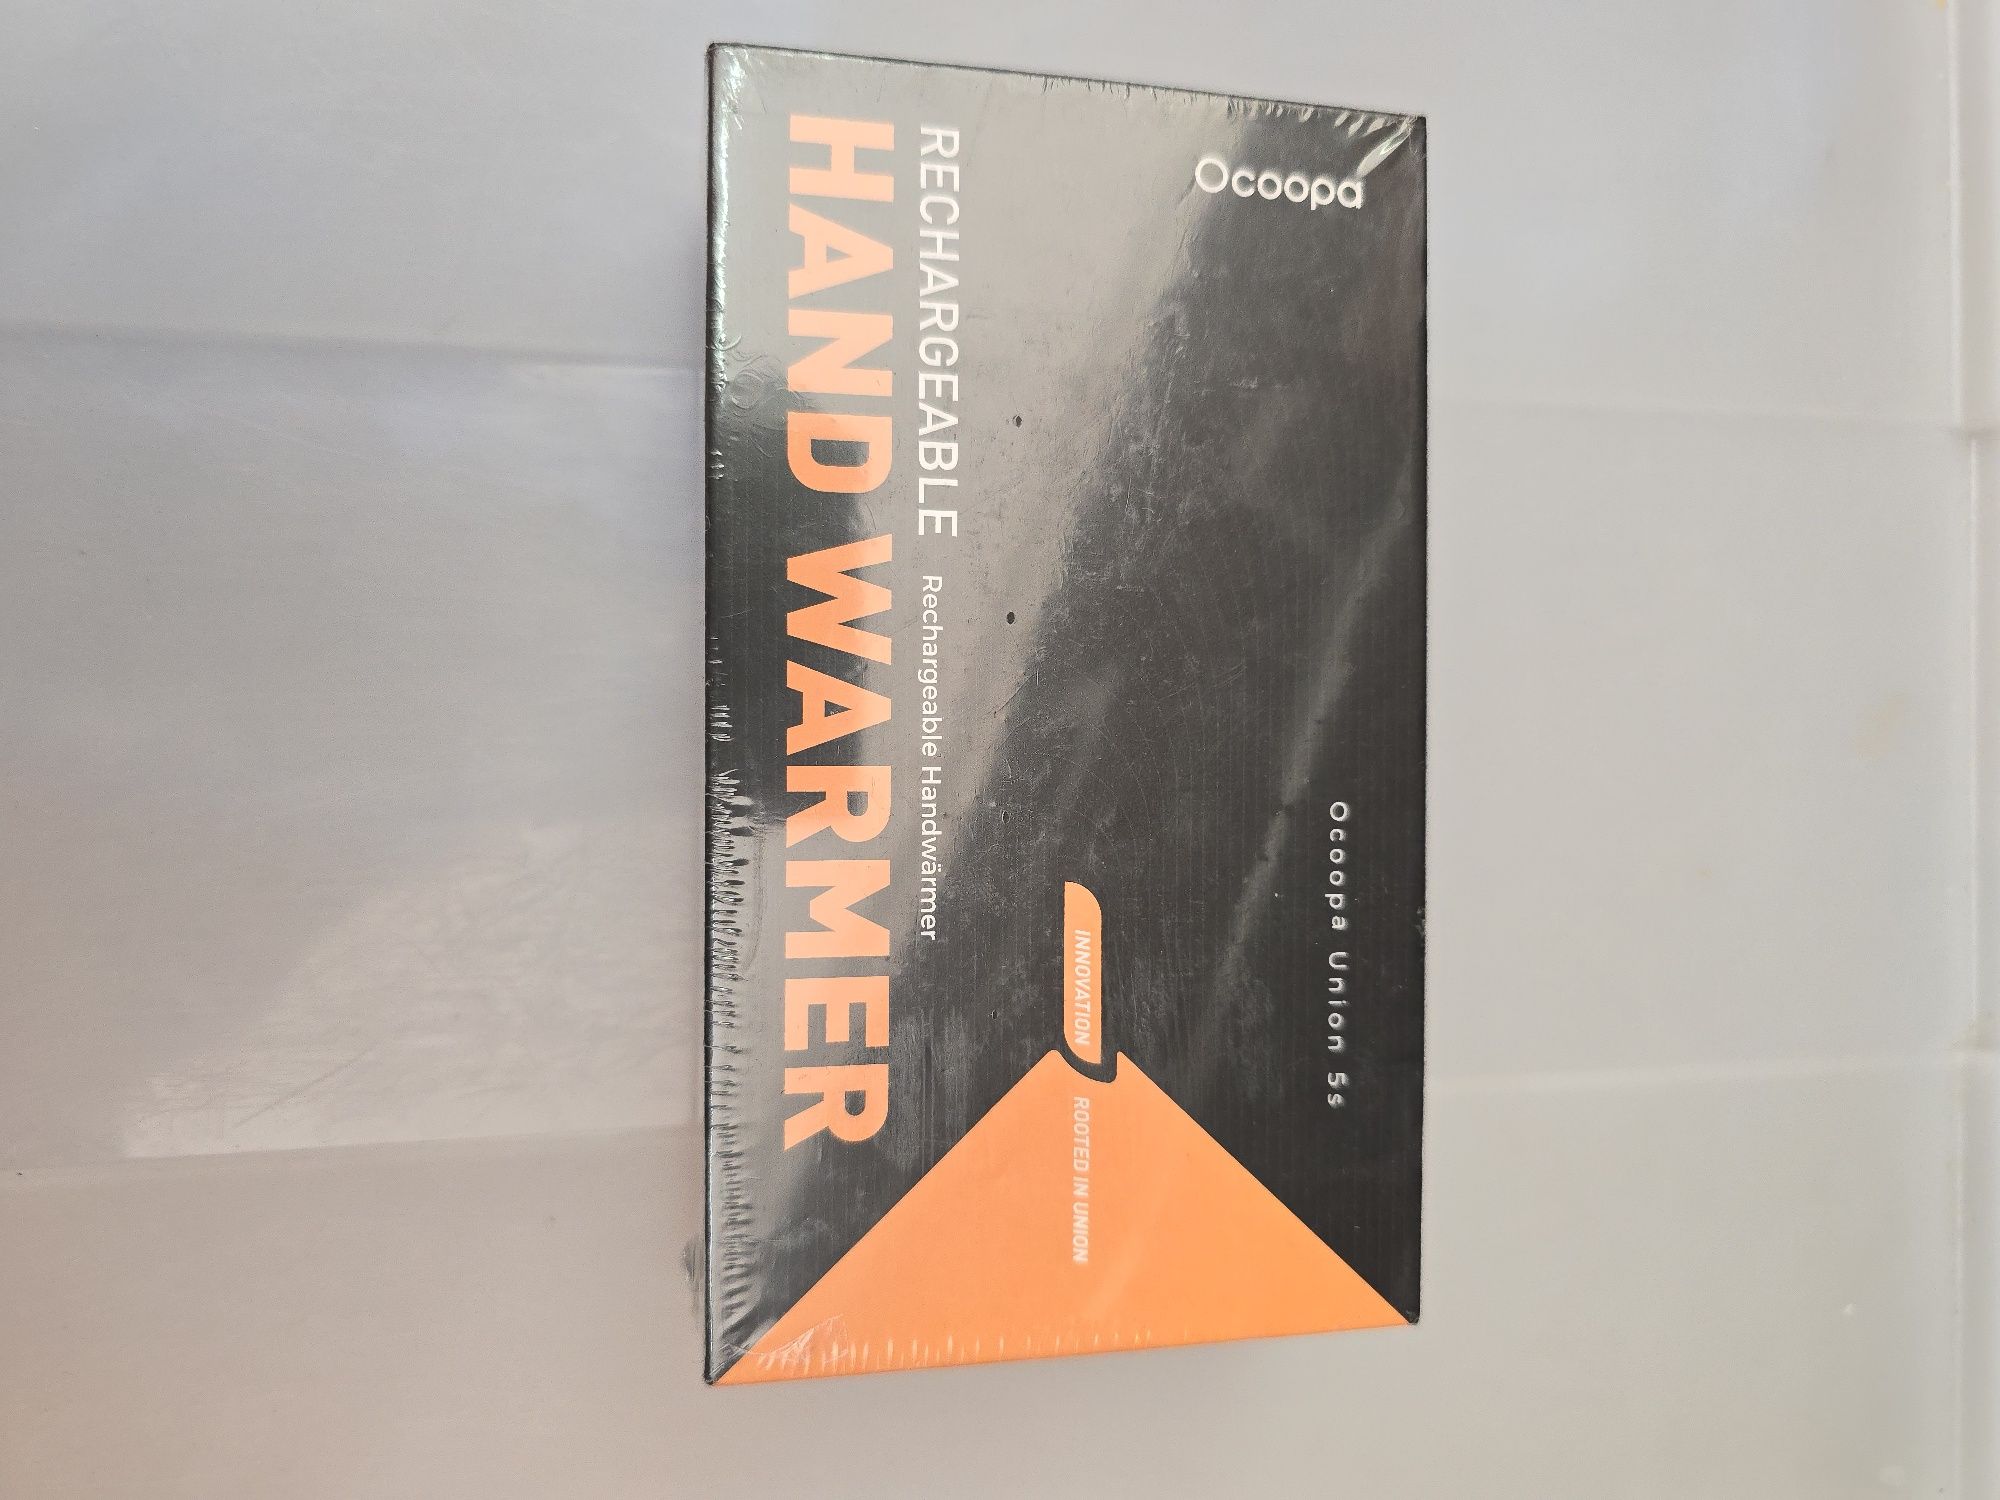 Ocoopa
Ocoopa Union 5s
INNOVATION
ROOTED IN UNION
RECHARGEABLE Rechargeable Handwärmer
HAND WARMER